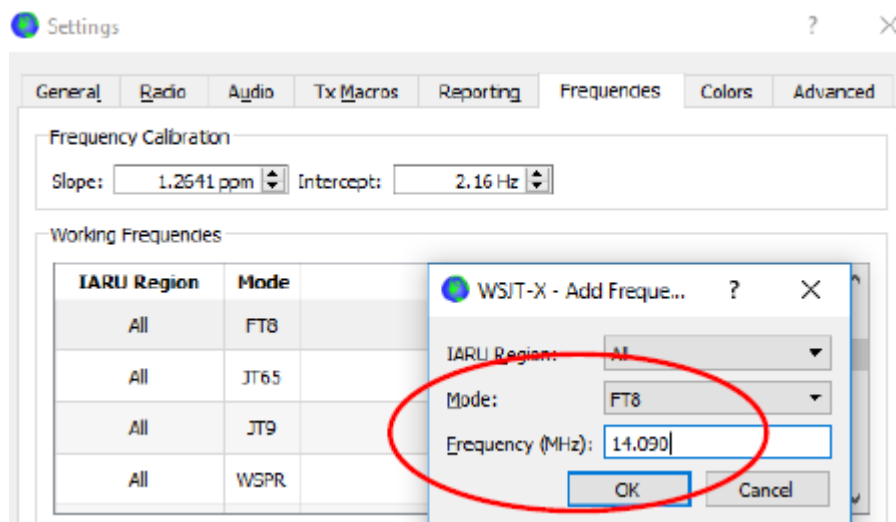 Settings
General Radio Audio Tx Macros Reporting Frequencies Colors Advanced
Frequency Calibration
Slope: 1.2641 ppm Intercept: 2.16 Hz
Working Frequencies
IARU Region Mode
All FT8
All JT65
All JT9
All WSPR
WSJT-X - Add Freque... ? X
IARU Region: All
Mode: FT8
Frequency (MHz): 14.090
OK Cancel